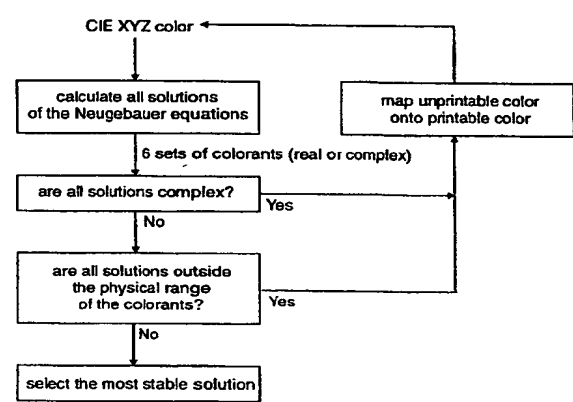 CIE XYZ color
calculate all solutions
of the Neugebauer equations
map unprintable color
onto printable color
6 sets of colorants (real or complex)
are all solutions complex?
Yes
No
are all solutions outside
the physical range
of the colorants?
Yes
No
select the most stable solution